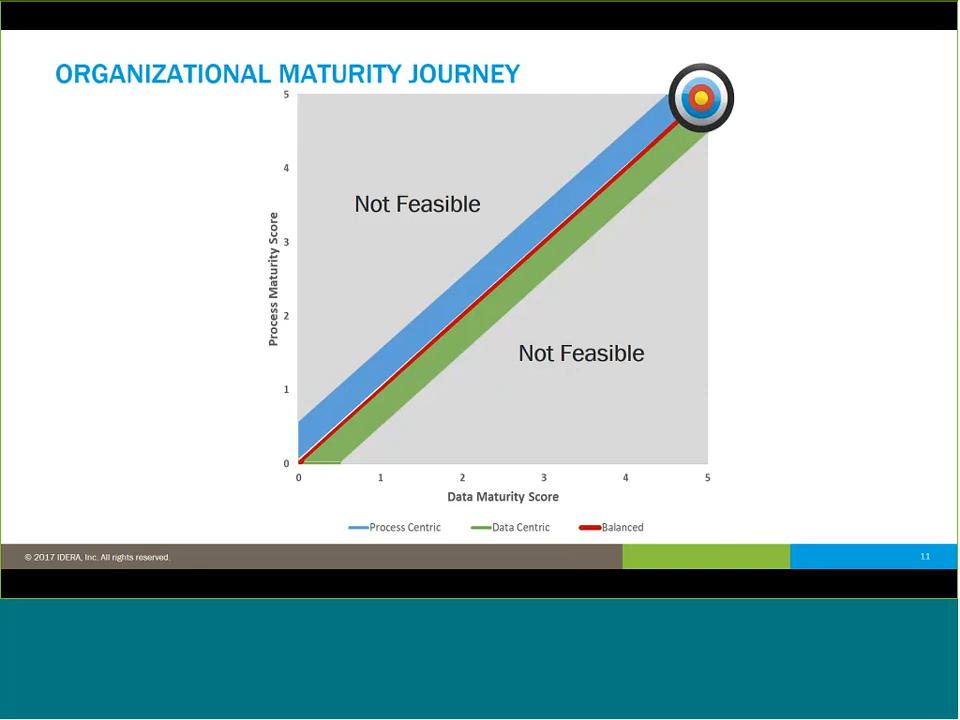 ORGANIZATIONAL MATURITY JOURNEY
5
4
Not Feasible
3
Process Maturity Score
2
Not Feasible
1
0
0 1 2 3 4 5
Data Maturity Score
Process Centric Data Centric Balanced
© 2017 IDERA, Inc. All rights reserved. 11